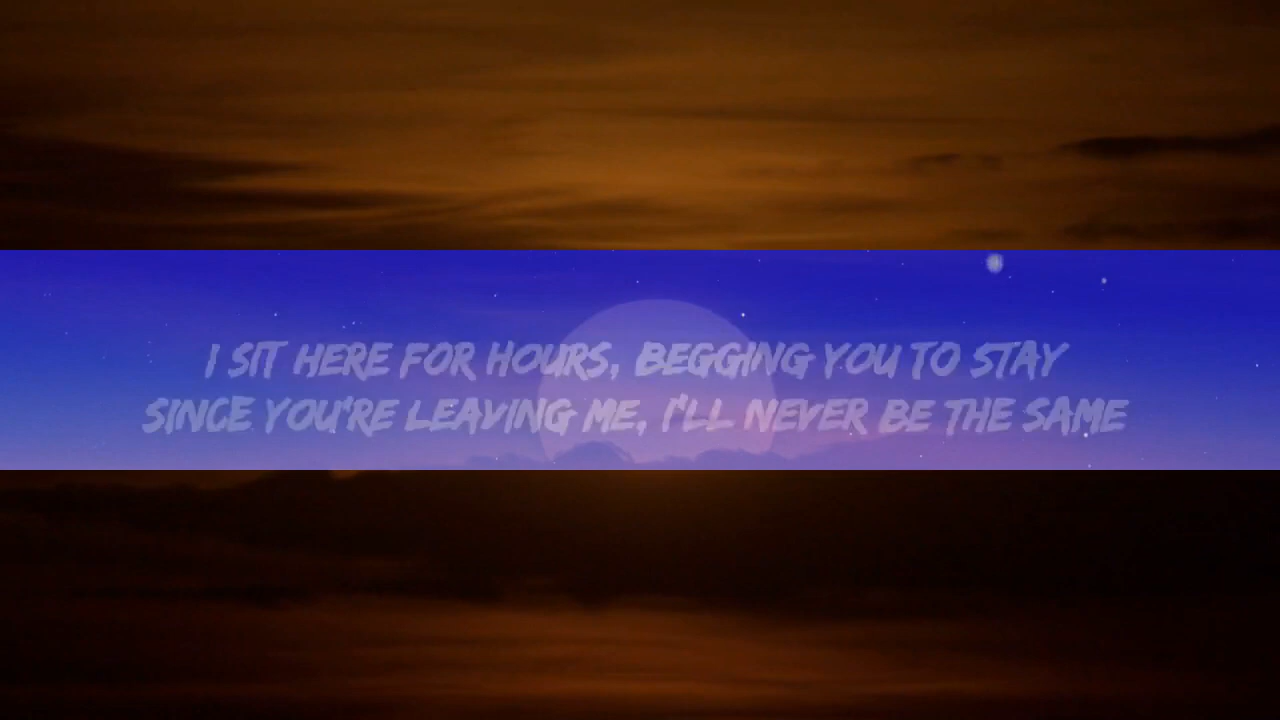 I SIT HERE FOR HOURS, BEGGING YOU TO STAY
SINCE YOU'RE LEAVING ME, I'LL NEVER BE THE SAME